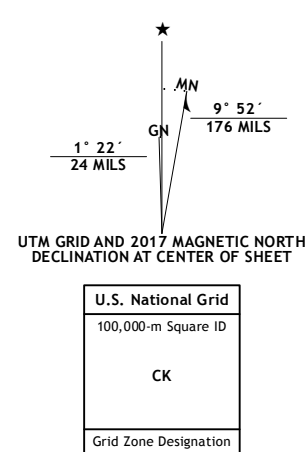 ★
MN
9° 52´
176 MILS
GN
1° 22´
24 MILS
UTM GRID AND 2017 MAGNETIC NORTH
DECLINATION AT CENTER OF SHEET
U.S. National Grid
100,000-m Square ID
CK
Grid Zone Designation